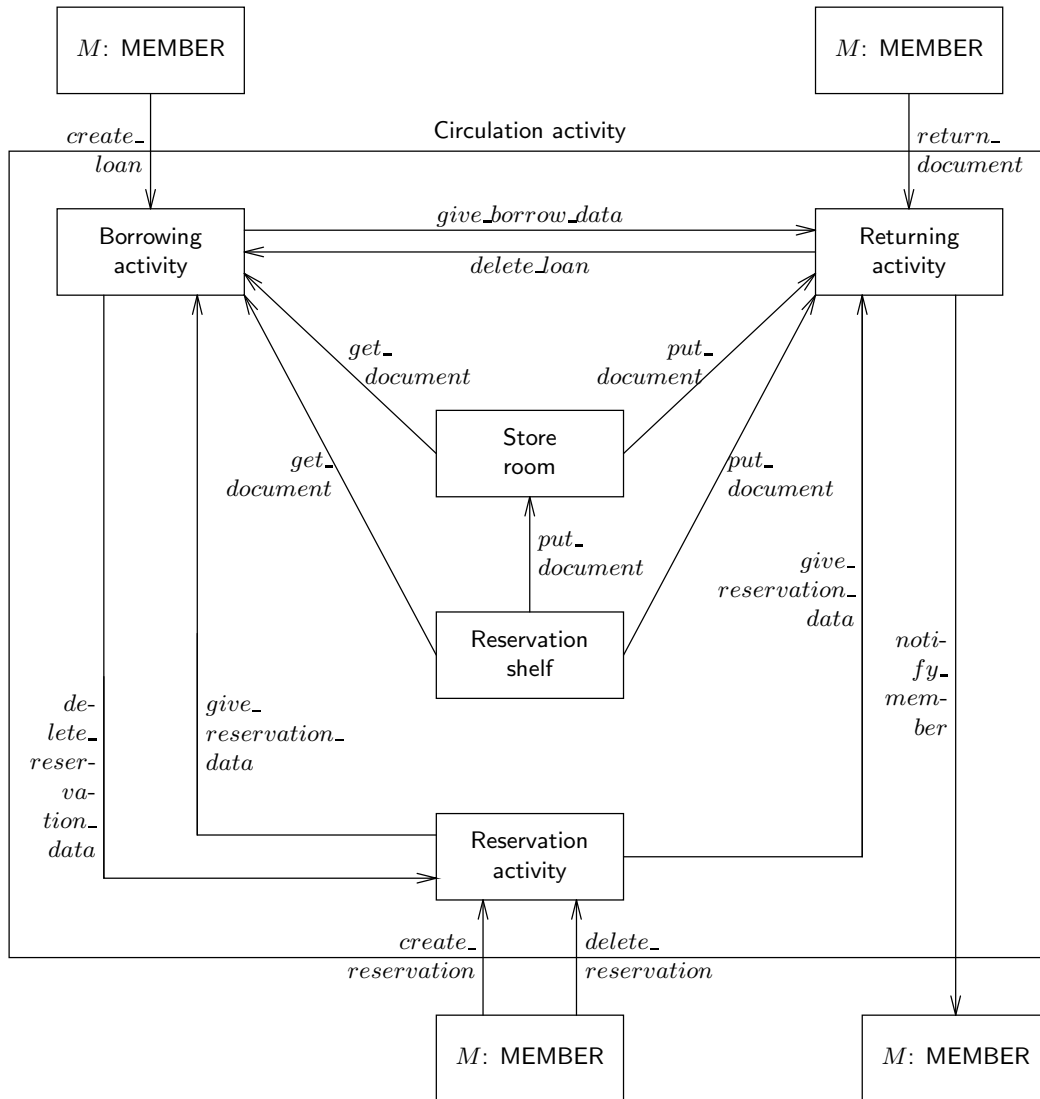 M: MEMBER
M: MEMBER
create_
loan
Circulation activity
return_
document
Borrowing
activity
give_borrow_data
delete_loan
Returning
activity
get_
document
put_
document
Store
room
get_
document
put_
document
put_
document
give_
reservation_
data
Reservation
shelf
noti-
fy_
mem-
ber
de-
lete_
reser-
va-
tion_
data
give_
reservation_
data
Reservation
activity
create_
reservation
delete_
reservation
M: MEMBER
M: MEMBER